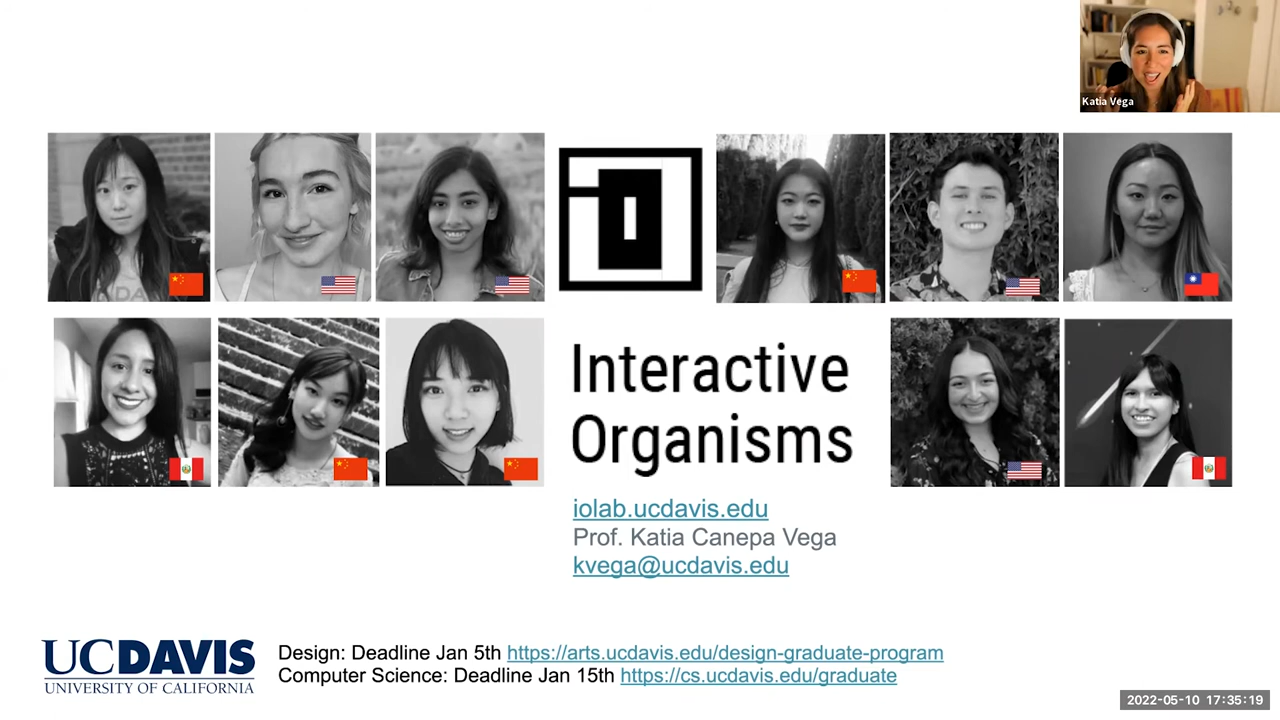 Katia Vega
iO
Interactive
Organisms
iolab.ucdavis.edu
Prof. Katia Canepa Vega
kvega@ucdavis.edu
UCDAVIS
UNIVERSITY OF CALIFORNIA
Design: Deadline Jan 5th https://arts.ucdavis.edu/design-graduate-program
Computer Science: Deadline Jan 15th https://cs.ucdavis.edu/graduate
2022-05-10 17:35:19